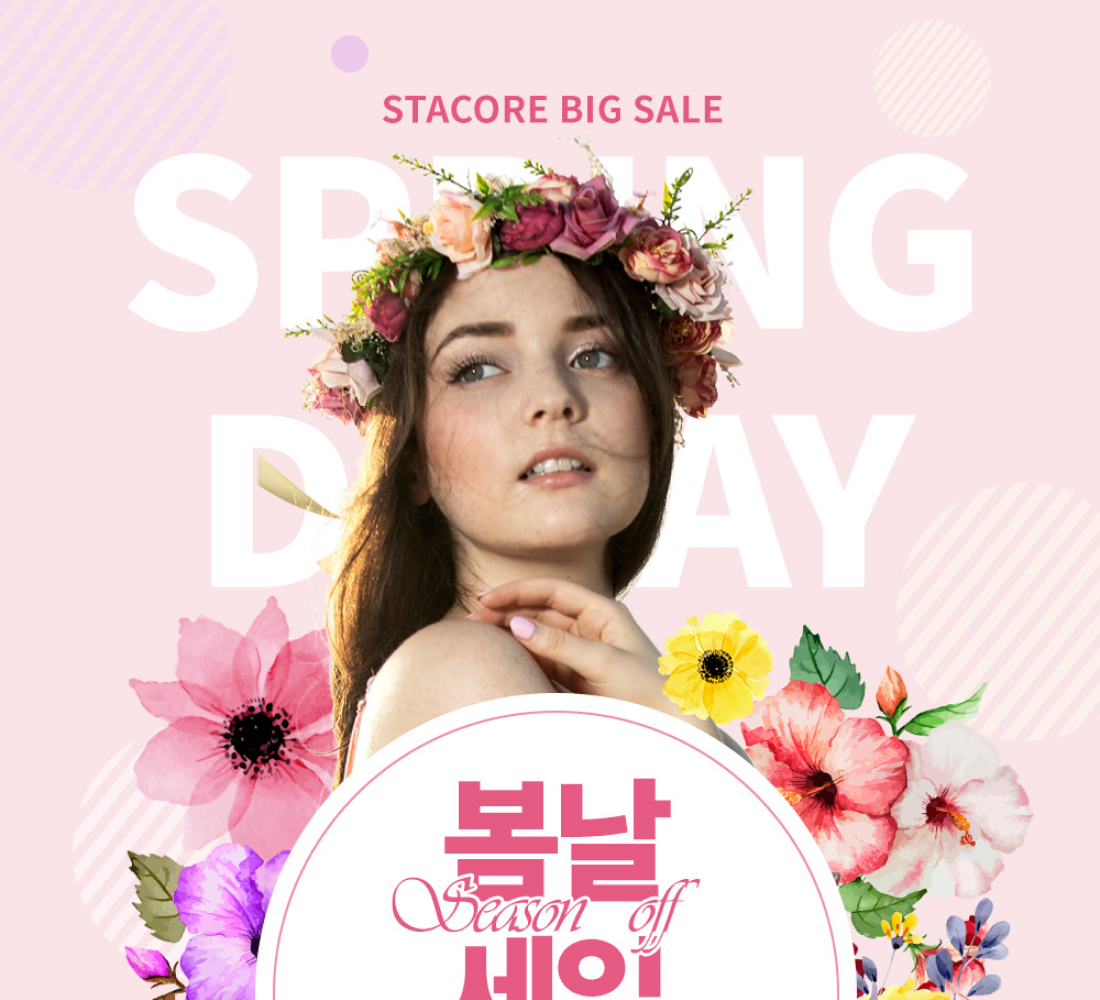 STACORE BIG SALE
SPRING
DAY
봄날
Season off
세일